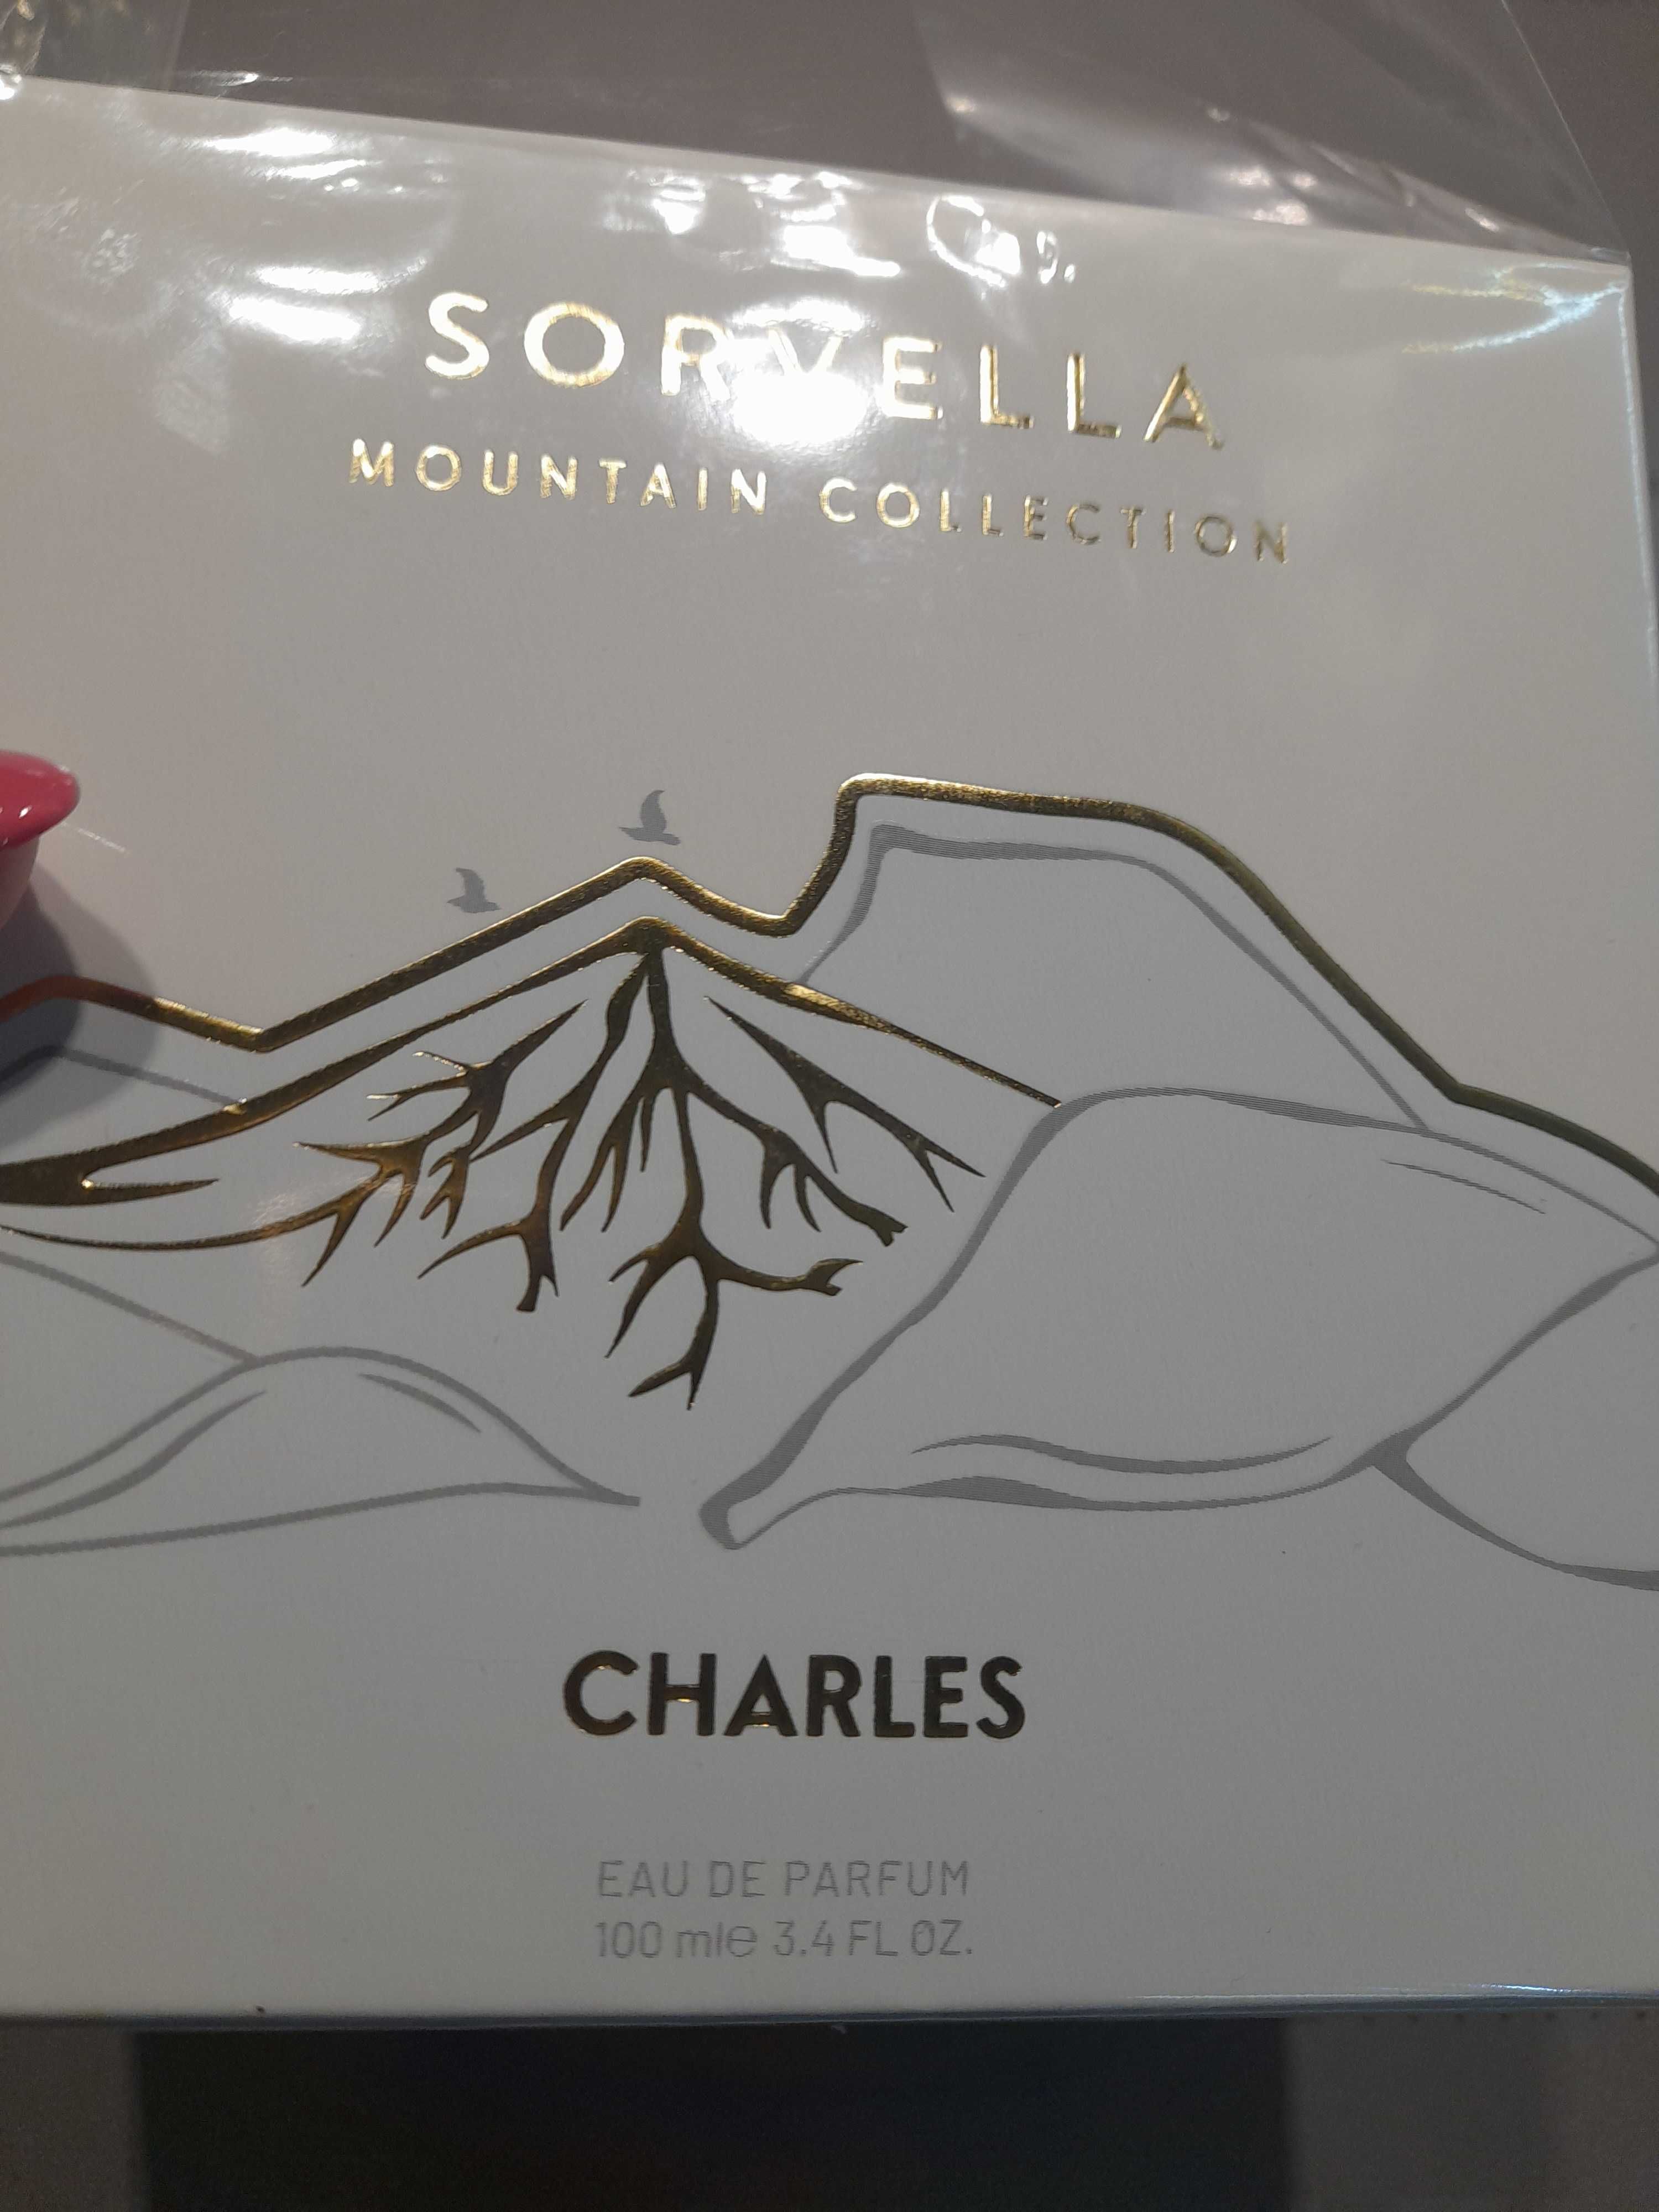 SORVELLA
MOUNTAIN COLLECTION
CHARLES
EAU DE PARFUM
100 ml℮ 3.4 FL OZ.